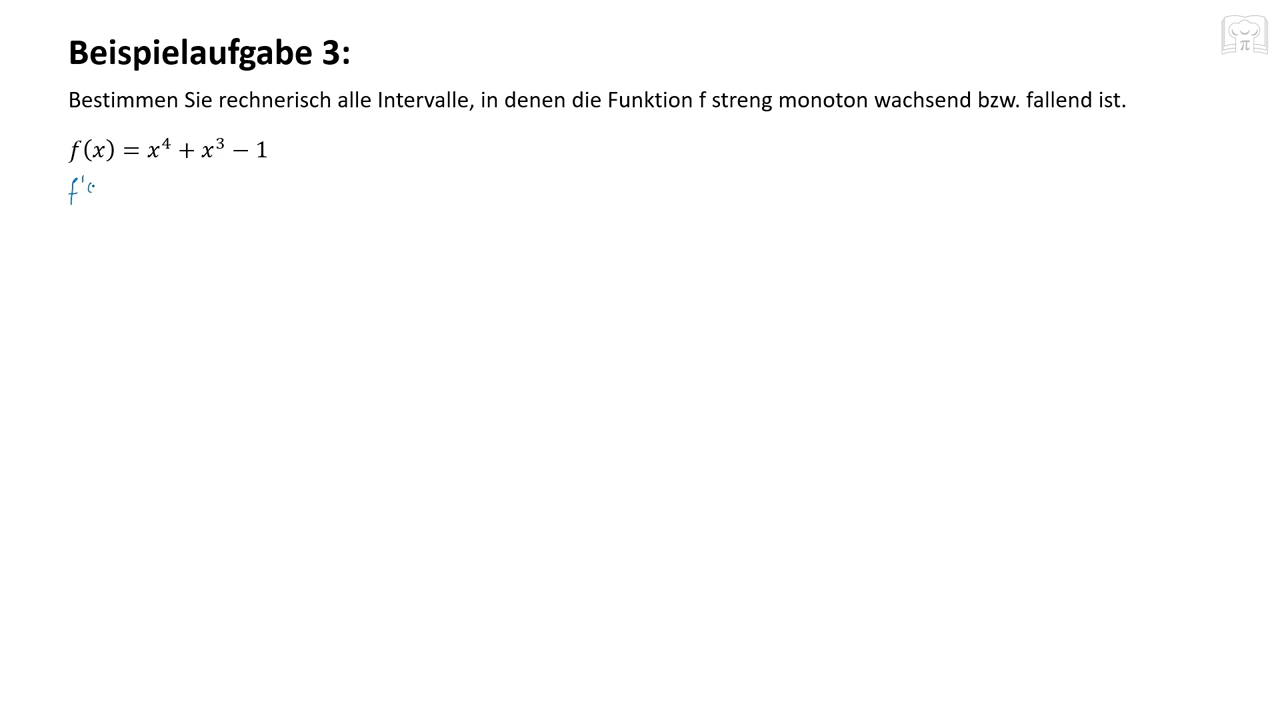 Beispielaufgabe 3:
Bestimmen Sie rechnerisch alle Intervalle, in denen die Funktion f streng monoton wachsend bzw. fallend ist.
f(x) = x⁴ + x³ − 1
f'(
π